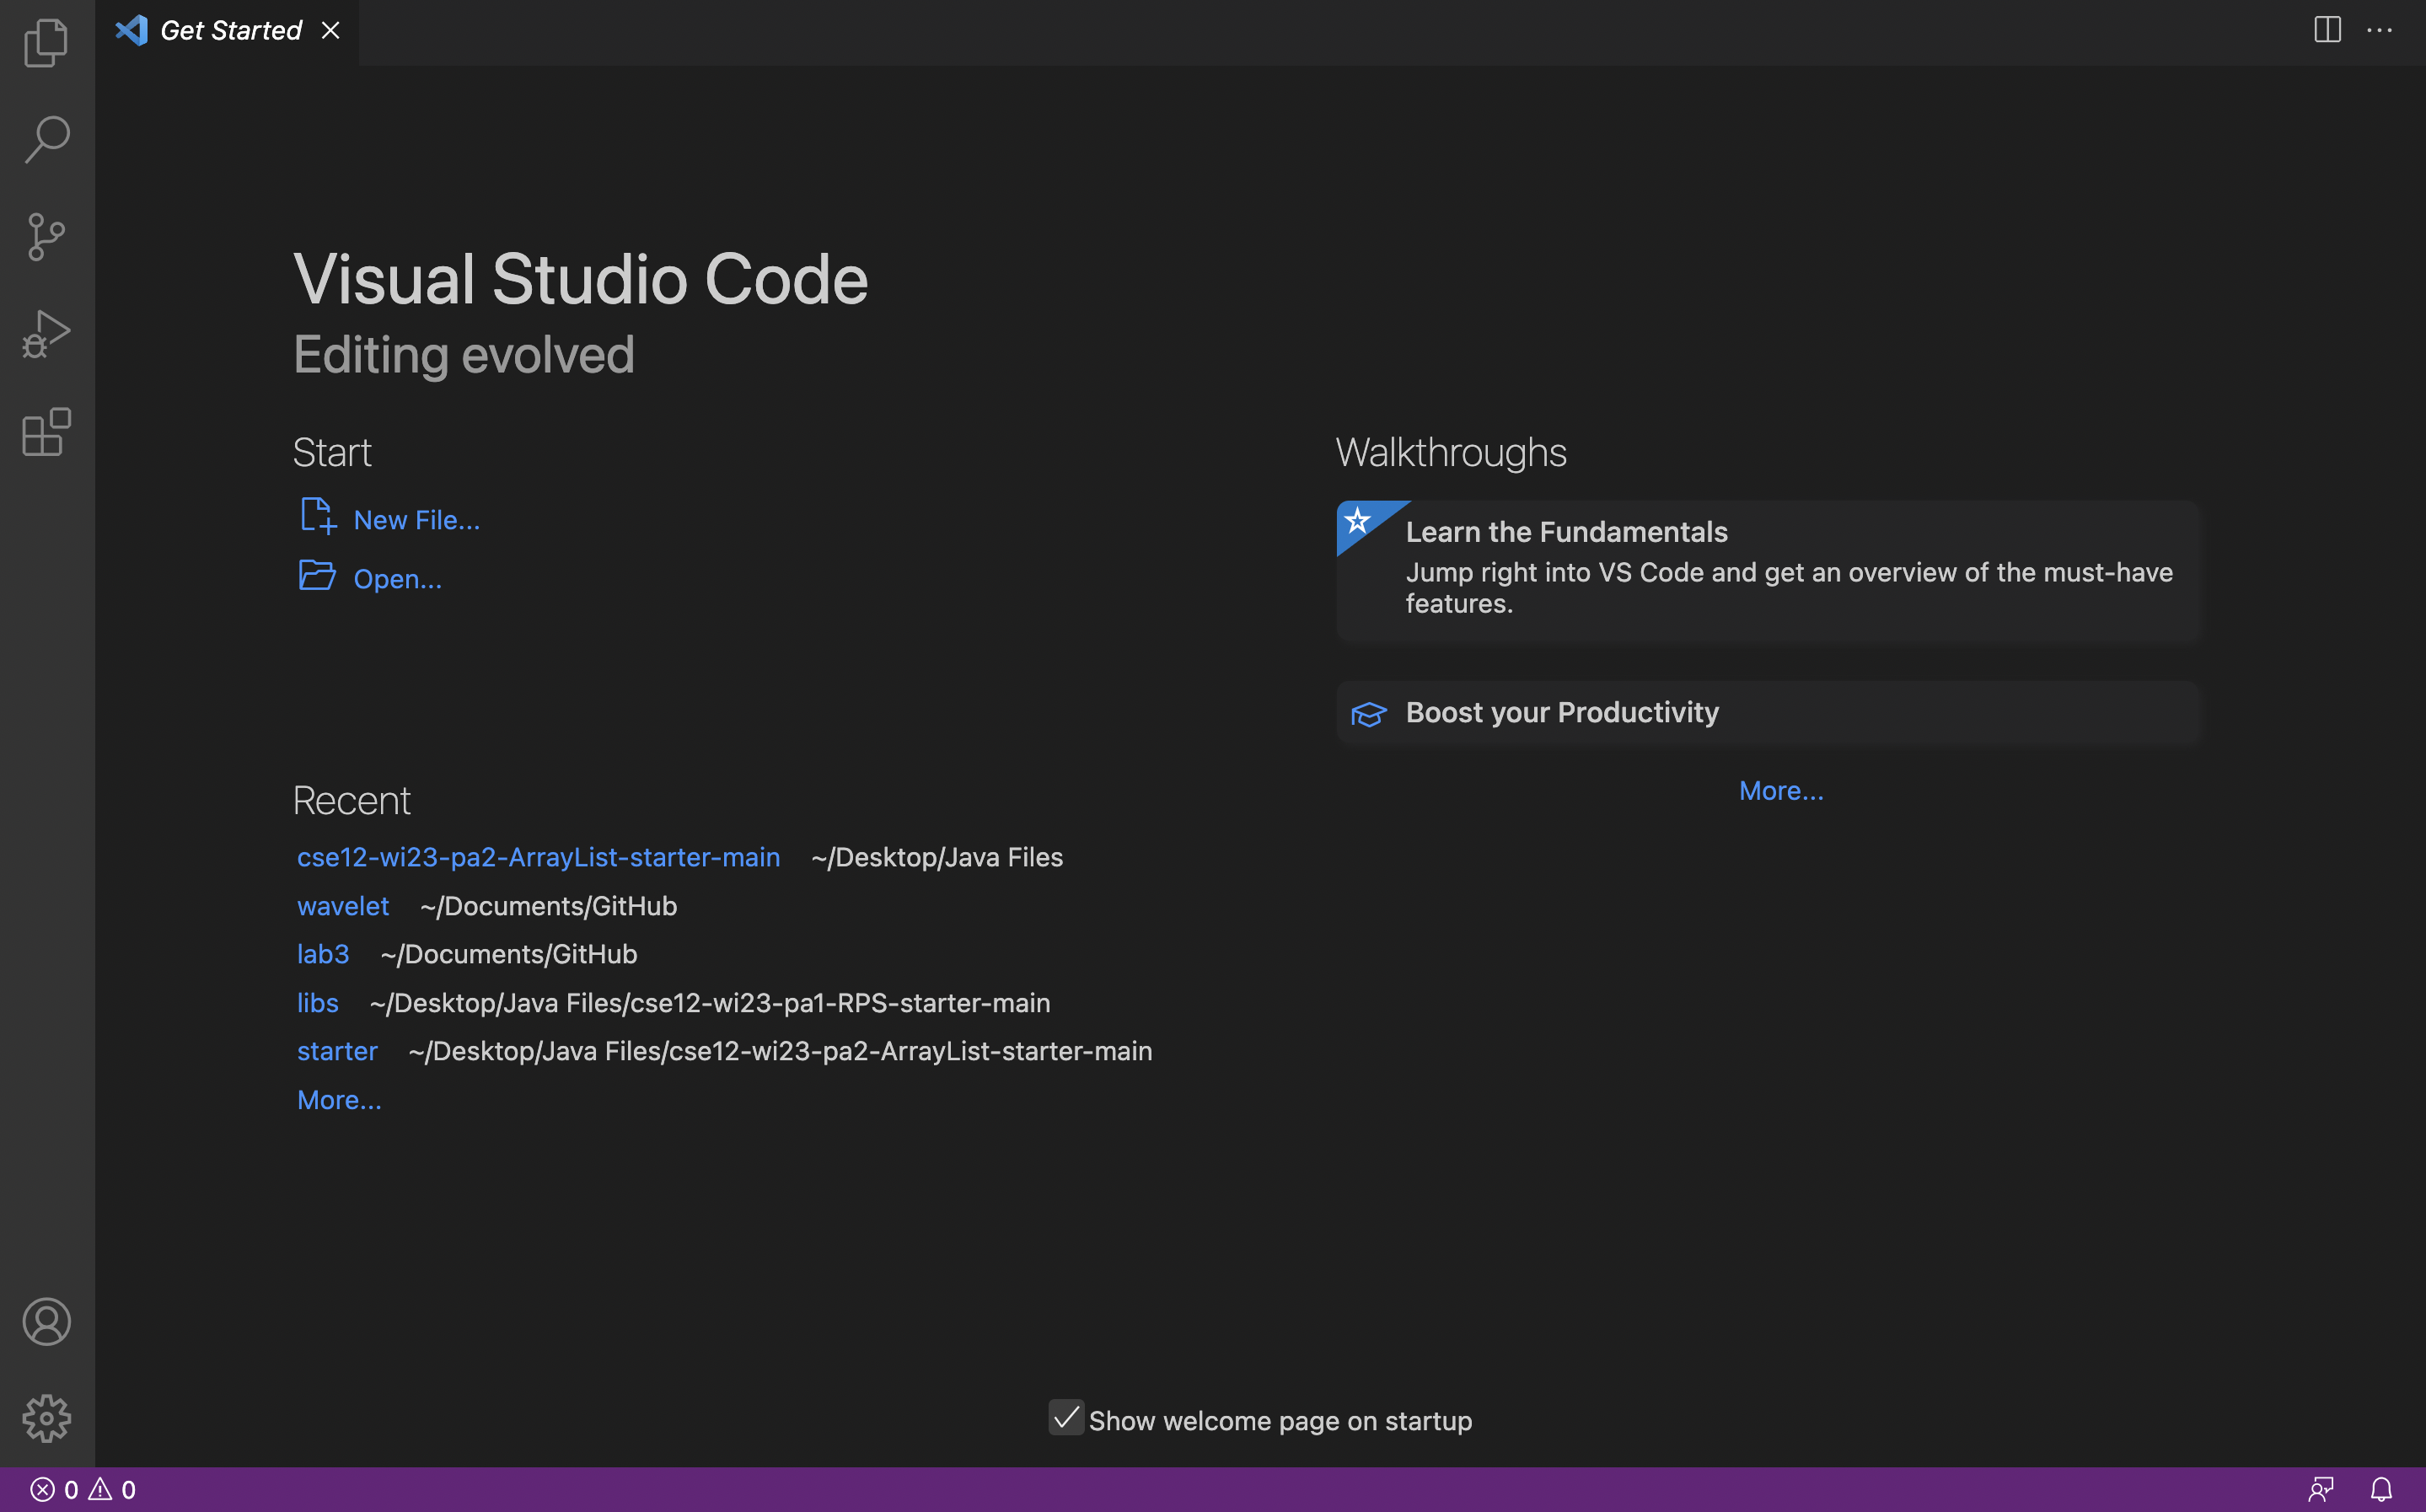 Get Started
Visual Studio Code
Editing evolved
Start
New File...
Open...
Recent
cse12-wi23-pa2-ArrayList-starter-main ~/Desktop/Java Files
wavelet ~/Documents/GitHub
lab3 ~/Documents/GitHub
libs ~/Desktop/Java Files/cse12-wi23-pa1-RPS-starter-main
starter ~/Desktop/Java Files/cse12-wi23-pa2-ArrayList-starter-main
More...
Walkthroughs
Learn the Fundamentals
Jump right into VS Code and get an overview of the must-have
features.
Boost your Productivity
More...
Show welcome page on startup
0 0